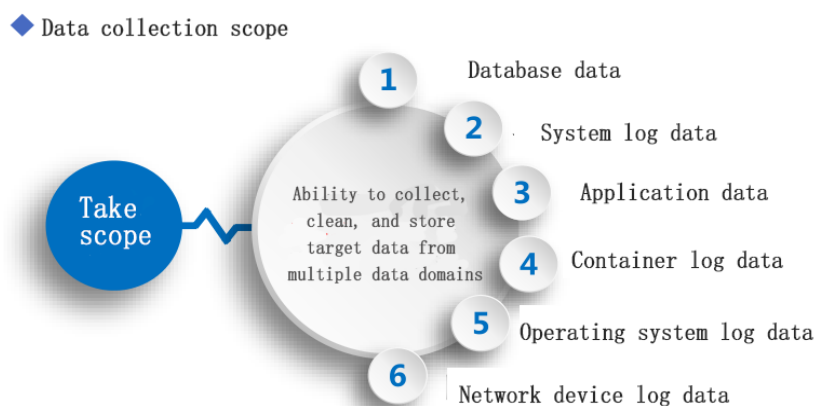 Data collection scope
1
Database data
2
System log data
3
Application data
Take
scope
Ability to collect,
clean, and store
target data from
multiple data domains
4
Container log data
5
Operating system log data
6
Network device log data